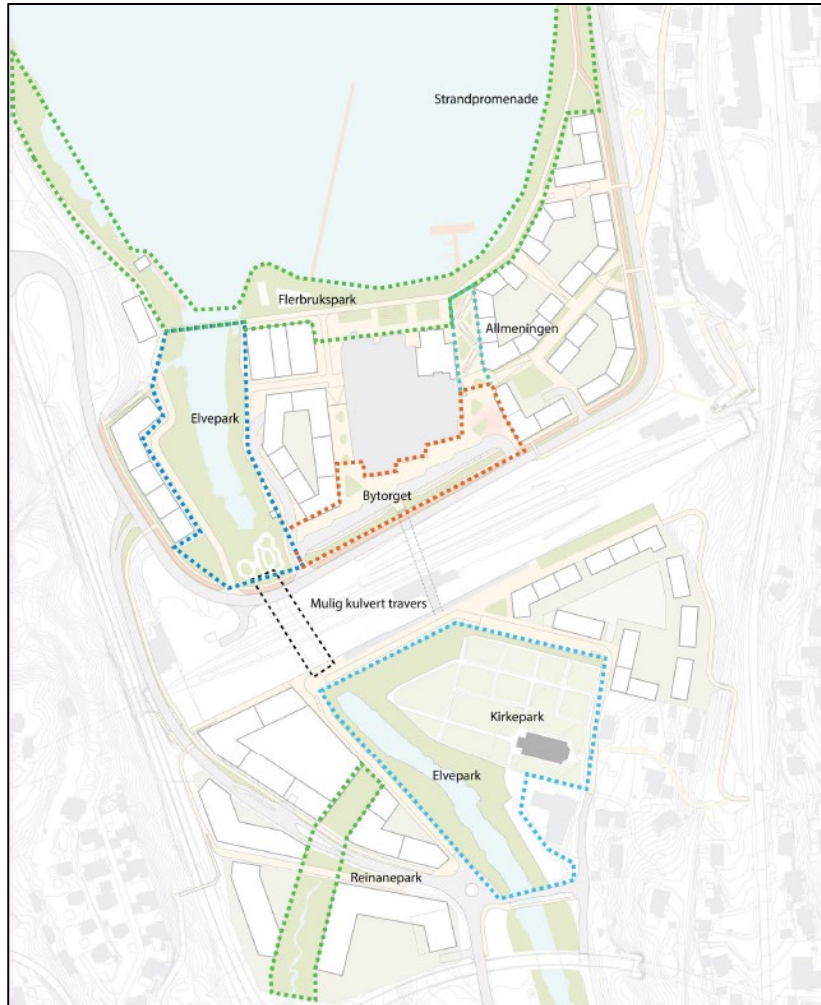 Strandpromenade
Flerbrukspark
Allmeningen
Elvepark
Bytorget
Mulig kulvert travers
Kirkepark
Elvepark
Reinanepark